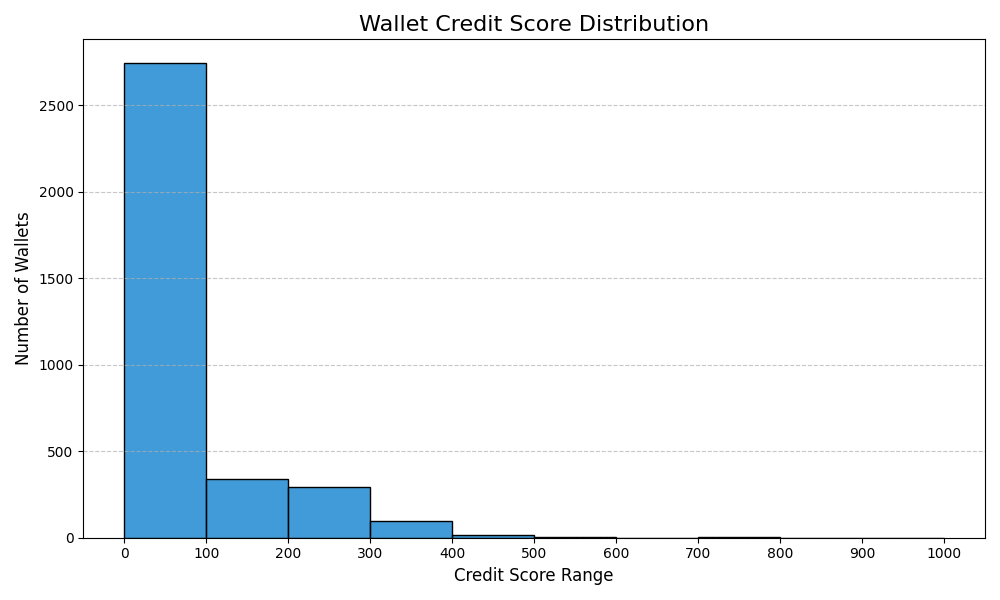 Wallet Credit Score Distribution
Number of Wallets
2500
2000
1500
1000
500
0
0 100 200 300 400 500 600 700 800 900 1000
Credit Score Range